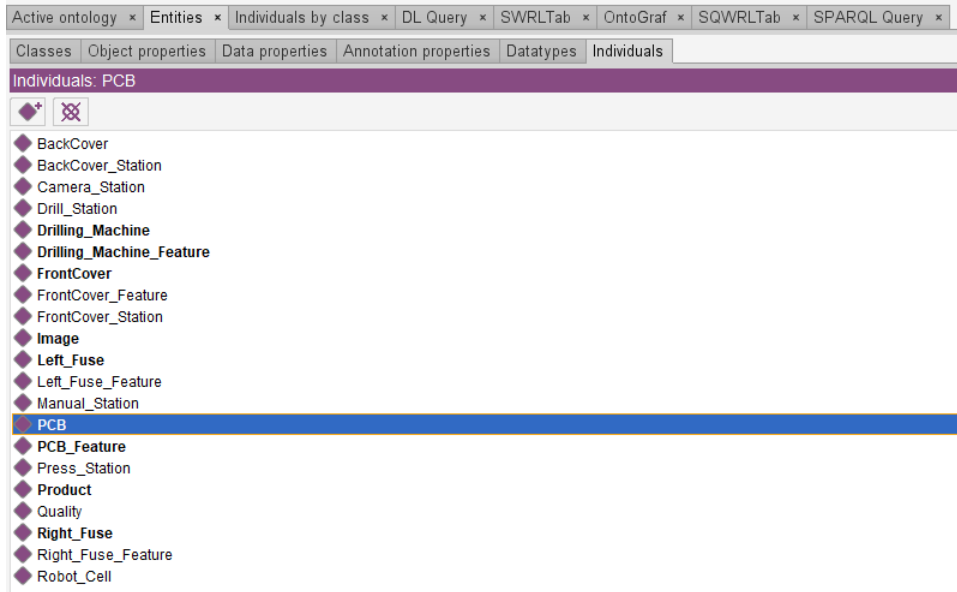 Active ontology × Entities × Individuals by class × DL Query × SWRLTab × OntoGraf × SQWRLTab × SPARQL Query ×
Classes Object properties Data properties Annotation properties Datatypes Individuals
Individuals: PCB
BackCover
BackCover_Station
Camera_Station
Drill_Station
Drilling_Machine
Drilling_Machine_Feature
FrontCover
FrontCover_Feature
FrontCover_Station
Image
Left_Fuse
Left_Fuse_Feature
Manual_Station
PCB
PCB_Feature
Press_Station
Product
Quality
Right_Fuse
Right_Fuse_Feature
Robot_Cell